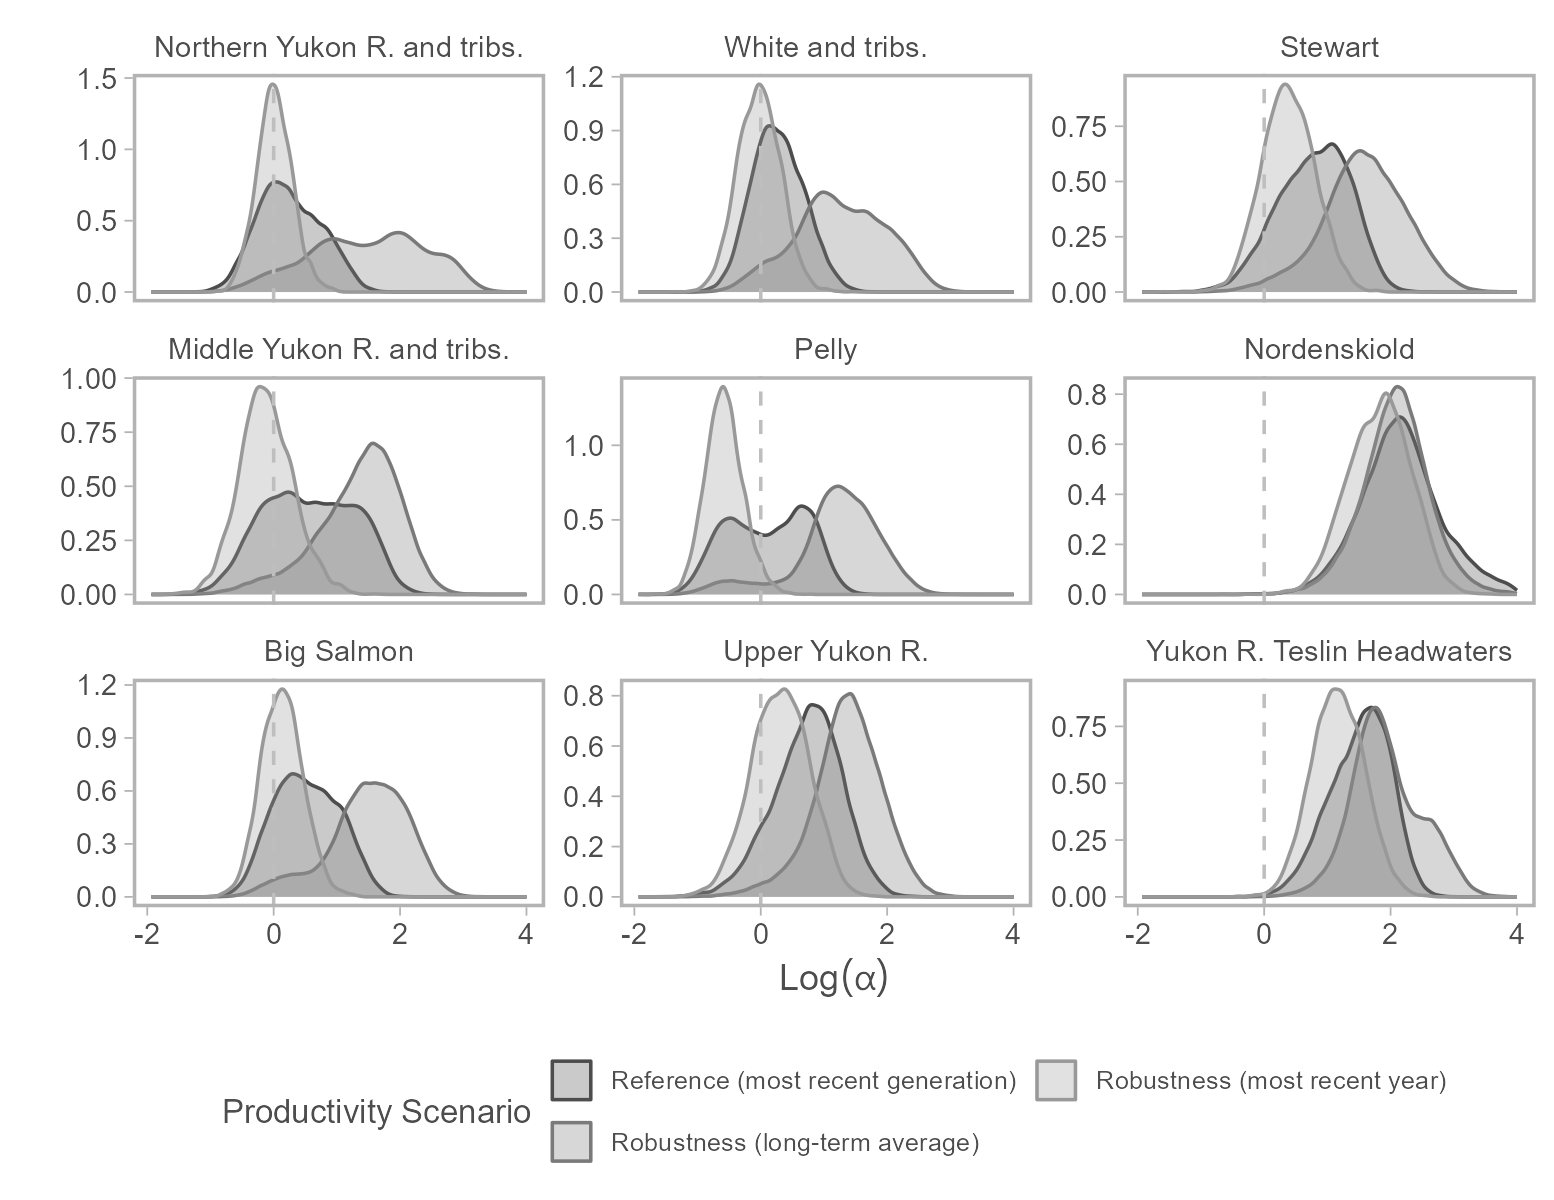 Northern Yukon R. and tribs. White and tribs. Stewart
1.5 1.0 0.5 0.0
1.2 0.9 0.6 0.3 0.0
0.75 0.50 0.25 0.00
Middle Yukon R. and tribs. Pelly Nordenskiold
1.00 0.75 0.50 0.25 0.00
1.0 0.5 0.0
0.8 0.6 0.4 0.2 0.0
Big Salmon Upper Yukon R. Yukon R. Teslin Headwaters
1.2 0.9 0.6 0.3 0.0
0.8 0.6 0.4 0.2 0.0
0.75 0.50 0.25 0.00
-2 0 2 4 -2 0 2 4 -2 0 2 4
Log(α)
Productivity Scenario
Reference (most recent generation) Robustness (most recent year)
Robustness (long-term average)